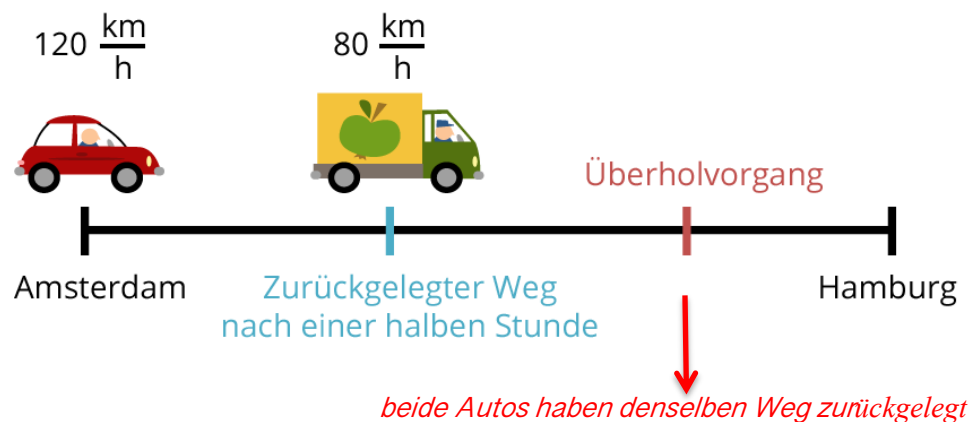 120 km/h
80 km/h
Überholvorgang
Amsterdam
Zurückgelegter Weg
nach einer halben Stunde
Hamburg
beide Autos haben denselben Weg zurückgelegt